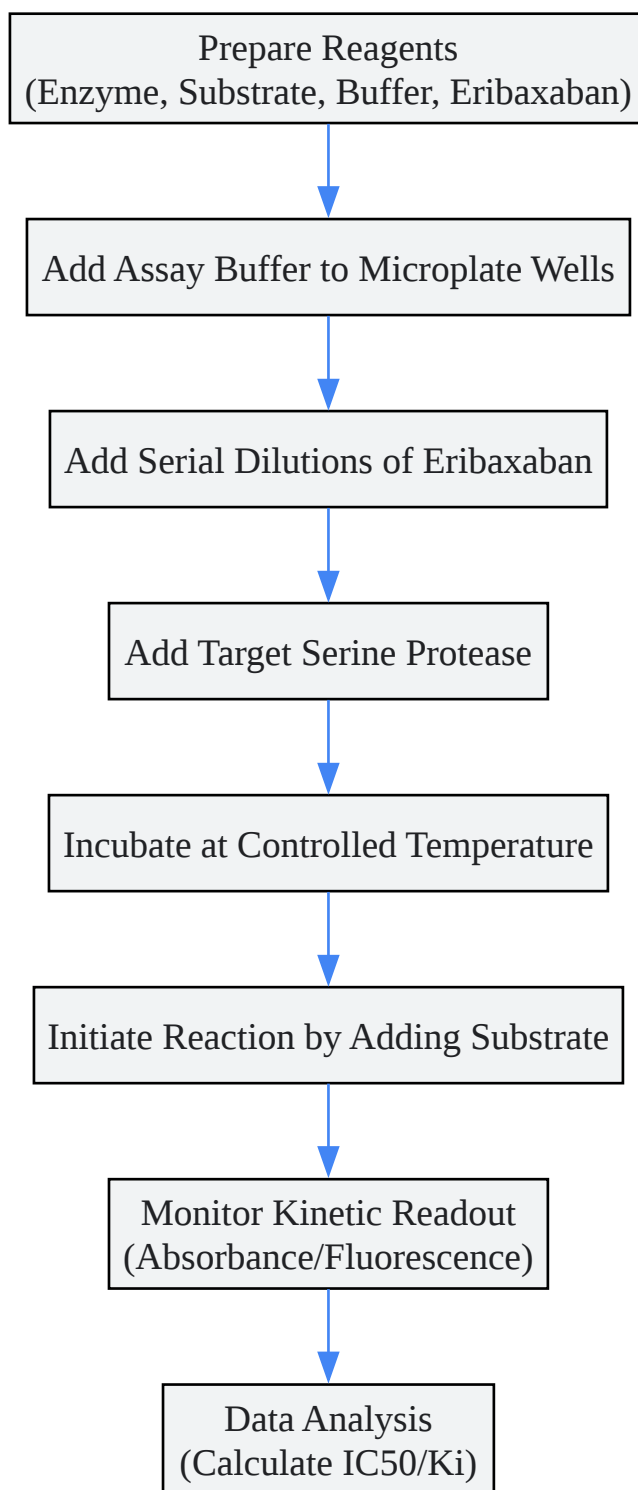 Prepare Reagents
(Enzyme, Substrate, Buffer, Eribaxaban)
Add Assay Buffer to Microplate Wells
Add Serial Dilutions of Eribaxaban
Add Target Serine Protease
Incubate at Controlled Temperature
Initiate Reaction by Adding Substrate
Monitor Kinetic Readout
(Absorbance/Fluorescence)
Data Analysis
(Calculate IC50/Ki)